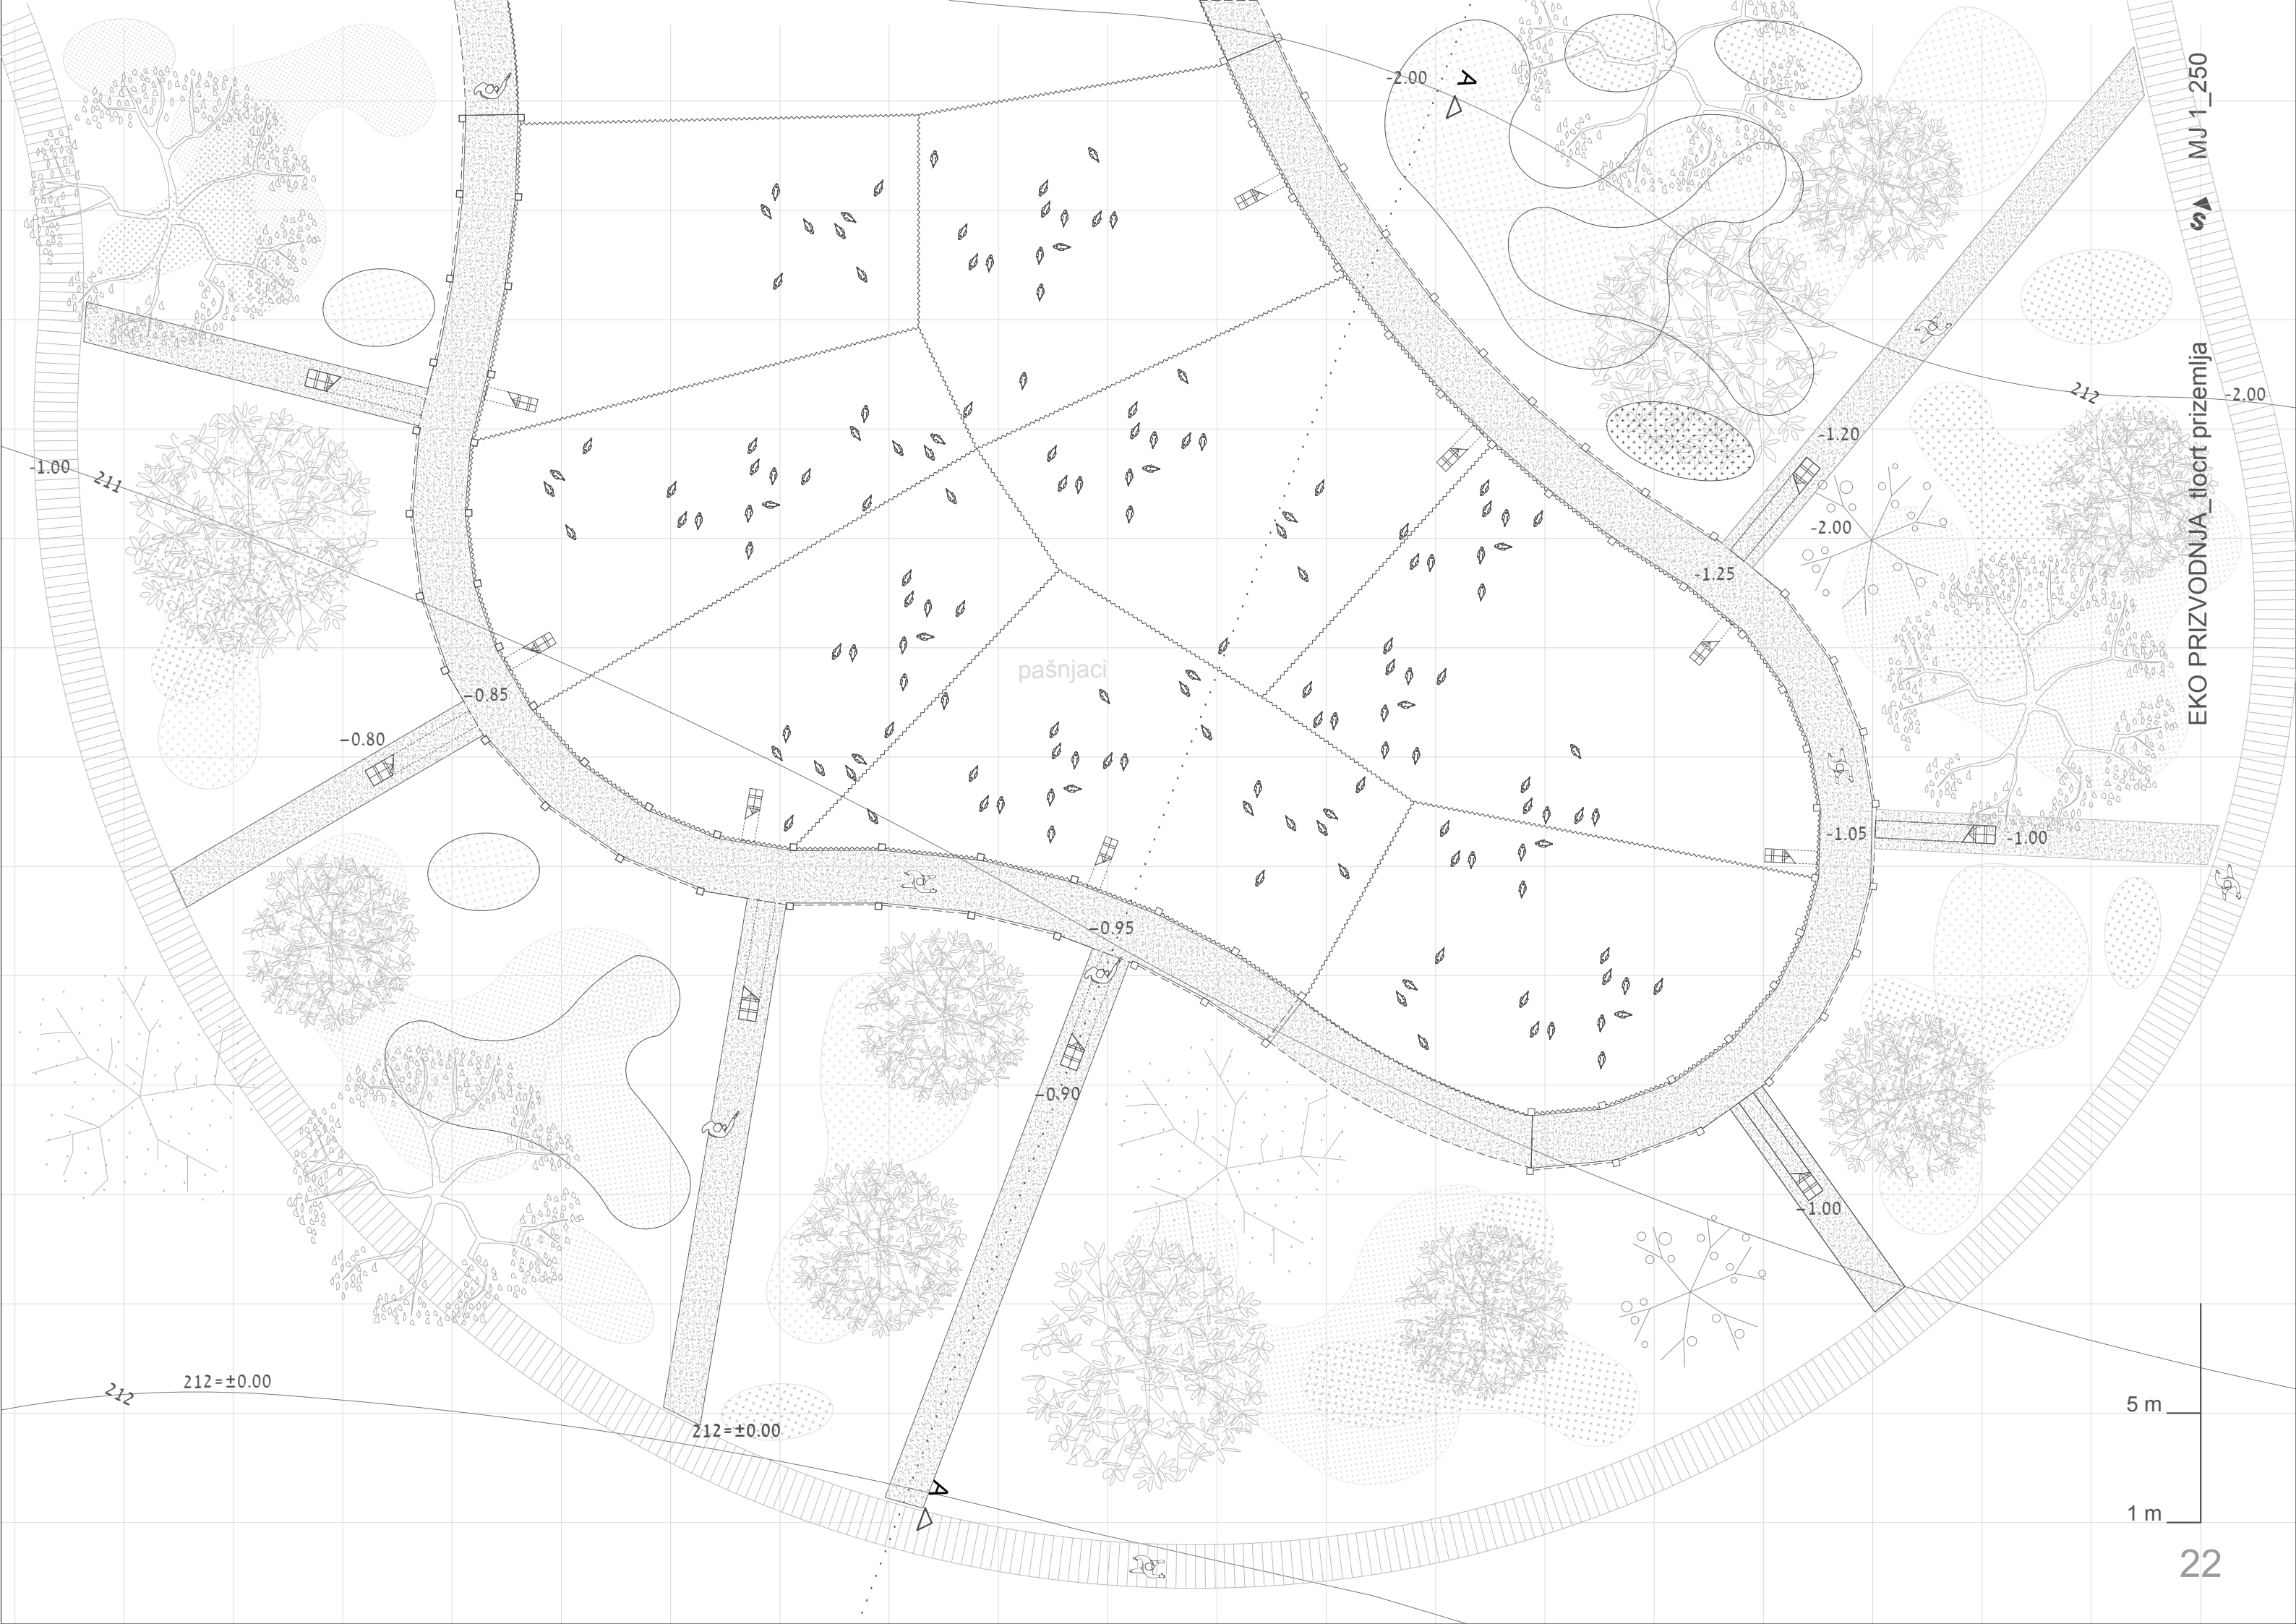 -2.00
A
MJ 1_250
S
EKO PRIZVODNJA_tlocrt prizemlja
212
-2.00
-1.20
-1.00
211
-2.00
-1.25
pašnjaci
-0.85
-0.80
-1.05
-1.00
-0.95
-0.90
-1.00
212=±0.00
212
212=±0.00
A
5 m
1 m
22